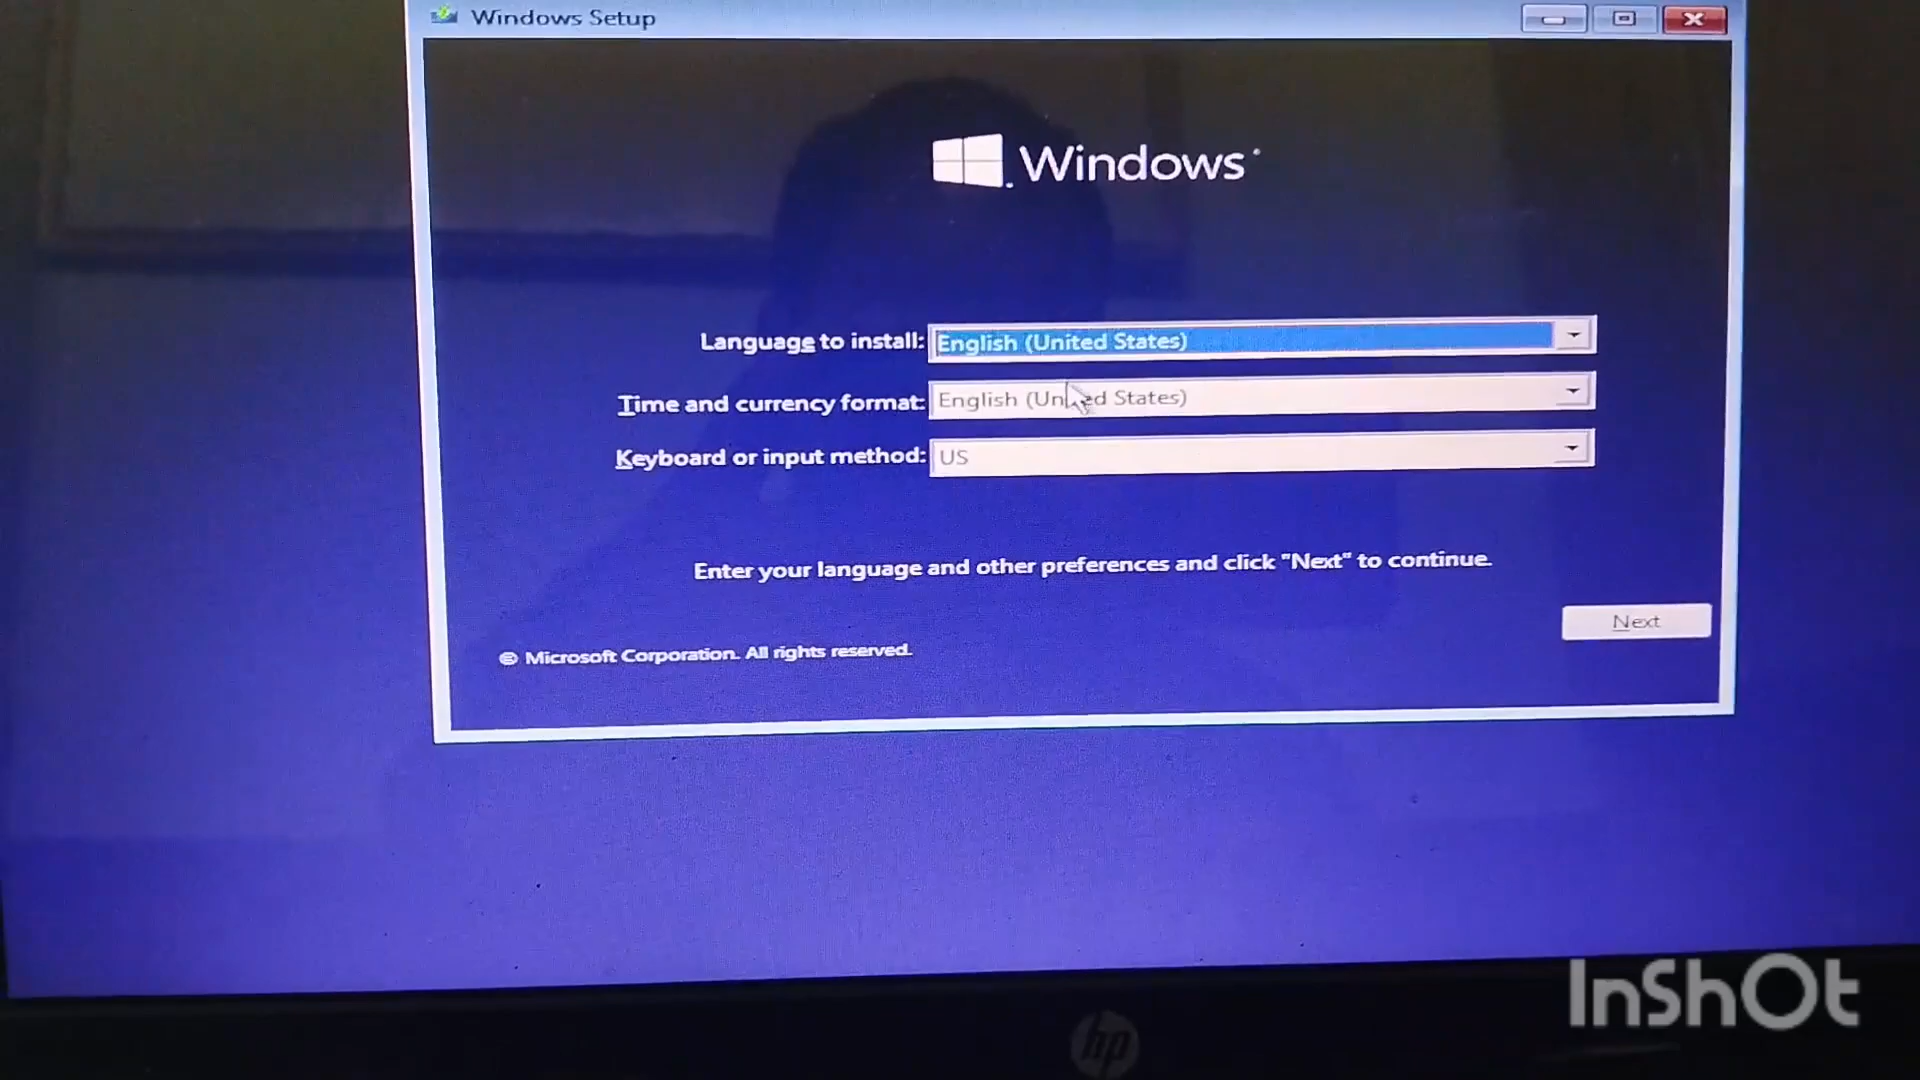 Windows Setup
Windows
Language to install: English (United States)
Time and currency format: English (United States)
Keyboard or input method: US
Enter your language and other preferences and click "Next" to continue.
Next
© Microsoft Corporation. All rights reserved.
InShOt
hp